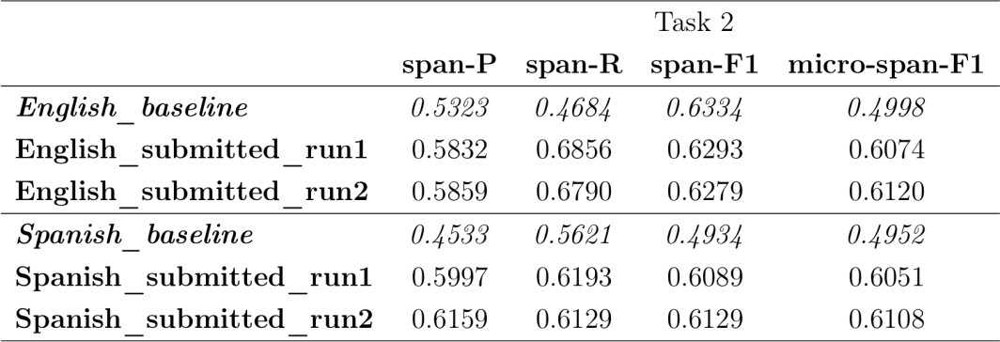 Task 2
span-P span-R span-F1 micro-span-F1
English_baseline 0.5323 0.4684 0.6334 0.4998
English_submitted_run1 0.5832 0.6856 0.6293 0.6074
English_submitted_run2 0.5859 0.6790 0.6279 0.6120
Spanish_baseline 0.4533 0.5621 0.4934 0.4952
Spanish_submitted_run1 0.5997 0.6193 0.6089 0.6051
Spanish_submitted_run2 0.6159 0.6129 0.6129 0.6108